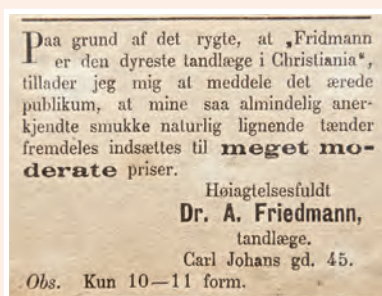 Paa grund af det rygte, at „Fridmann
er den dyreste tandlæge i Christiania“,
tillader jeg mig at meddele det ærede
publikum, at mine saa almindelig aner-
kjendte smukke naturlig lignende tænder
fremdeles indsættes til meget mo-
derate priser.
Høiagtelsesfuldt
Dr. A. Friedmann,
tandlæge.
Carl Johans gd. 45.
Obs. Kun 10—11 form.